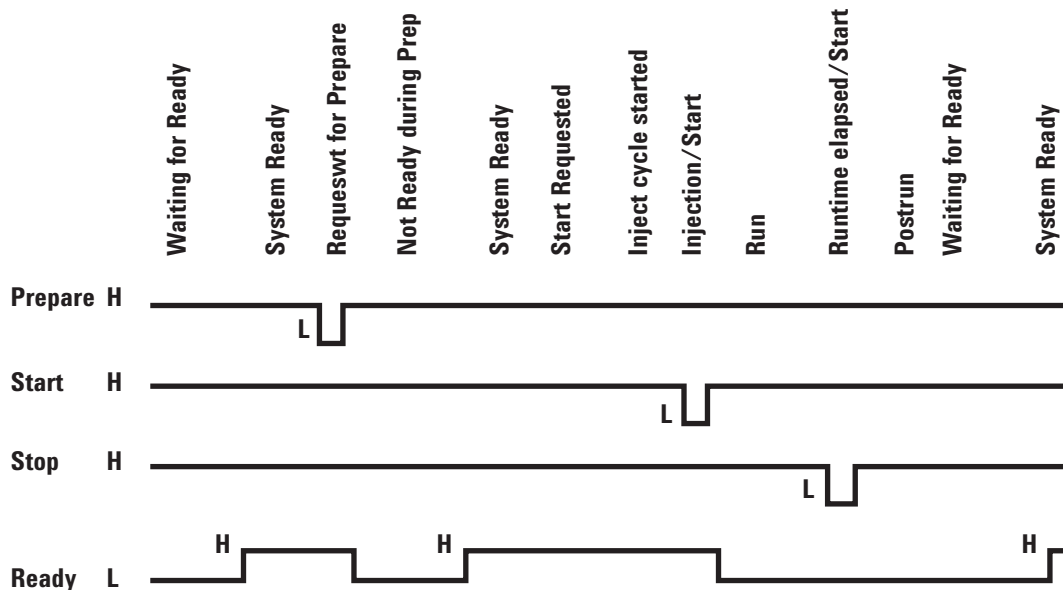 Waiting for Ready
System Ready
Requeswt for Prepare
Not Ready during Prep
System Ready
Start Requested
Inject cycle started
Injection/Start
Run
Runtime elapsed/Start
Postrun
Waiting for Ready
System Ready
Prepare H
L
Start H
L
Stop H
L
H H H
Ready L